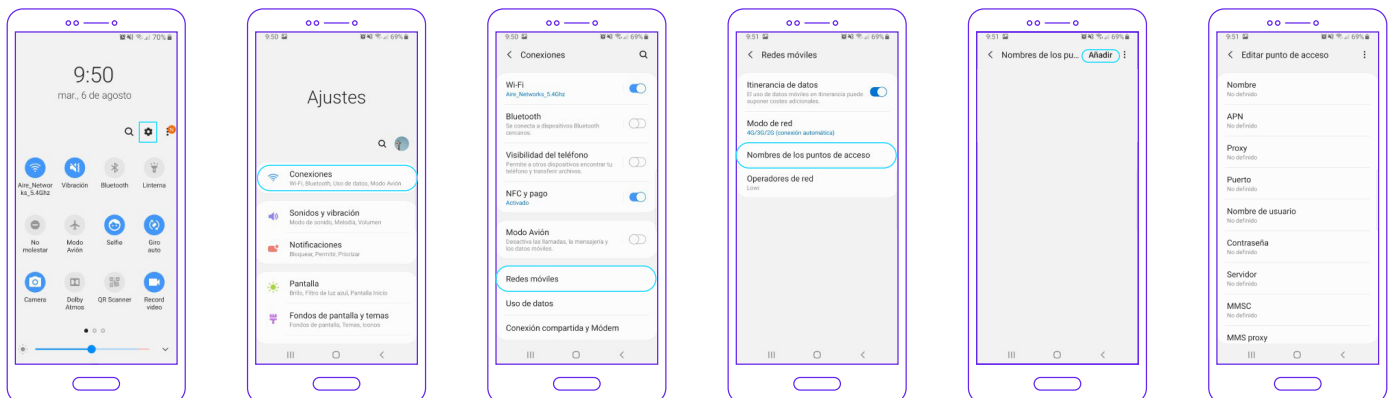 70%
9:50
mar., 6 de agosto
Aire_Networ
ks_5.4Ghz
Vibración
Bluetooth
Linterna
No
molestar
Modo
Avión
Selfie
Giro
auto
Camera
Dolby
Atmos
QR Scanner
Record
video
9:50
69%
Ajustes
Conexiones
Wi-Fi, Bluetooth, Uso de datos, Modo Avión
Sonidos y vibración
Modo de sonido, Melodía, Volumen
Notificaciones
Bloquear, Permitir, Priorizar
Pantalla
Brillo, Filtro de luz azul, Pantalla Inicio
Fondos de pantalla y temas
Fondos de pantalla, Temas, Iconos
9:50
69%
Conexiones
Wi-Fi
Aire_Networks_5.4Ghz
Bluetooth
Se conecta a dispositivos Bluetooth
cercanos.
Visibilidad del teléfono
Permite a otros dispositivos encontrar tu
teléfono y transferir archivos.
NFC y pago
Activado
Modo Avión
Desactiva las llamadas, la mensajería y
los datos móviles.
Redes móviles
Uso de datos
Conexión compartida y Módem
9:51
69%
Redes móviles
Itinerancia de datos
El uso de datos móviles en itinerancia puede
suponer costes adicionales.
Modo de red
4G/3G/2G (conexión automática)
Nombres de los puntos de acceso
Operadores de red
Lowi
9:51
69%
Nombres de los pu... Añadir
9:51
69%
Editar punto de acceso
Nombre
No definido
APN
No definido
Proxy
No definido
Puerto
No definido
Nombre de usuario
No definido
Contraseña
No definido
Servidor
No definido
MMSC
No definido
MMS proxy